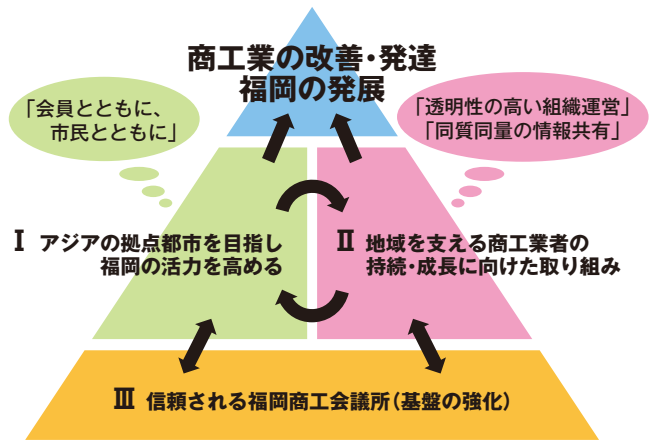 商工業の改善・発達
福岡の発展
「会員とともに、
市民とともに」
「透明性の高い組織運営」
「同質同量の情報共有」
Ⅰ アジアの拠点都市を目指し
福岡の活力を高める
Ⅱ 地域を支える商工業者の
持続・成長に向けた取り組み
Ⅲ 信頼される福岡商工会議所(基盤の強化)